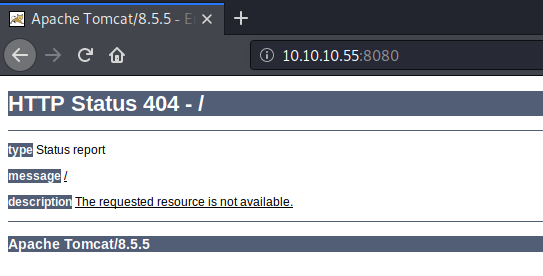 Apache Tomcat/8.5.5 - E
10.10.10.55:8080
HTTP Status 404 - /
type Status report
message /
description The requested resource is not available.
Apache Tomcat/8.5.5